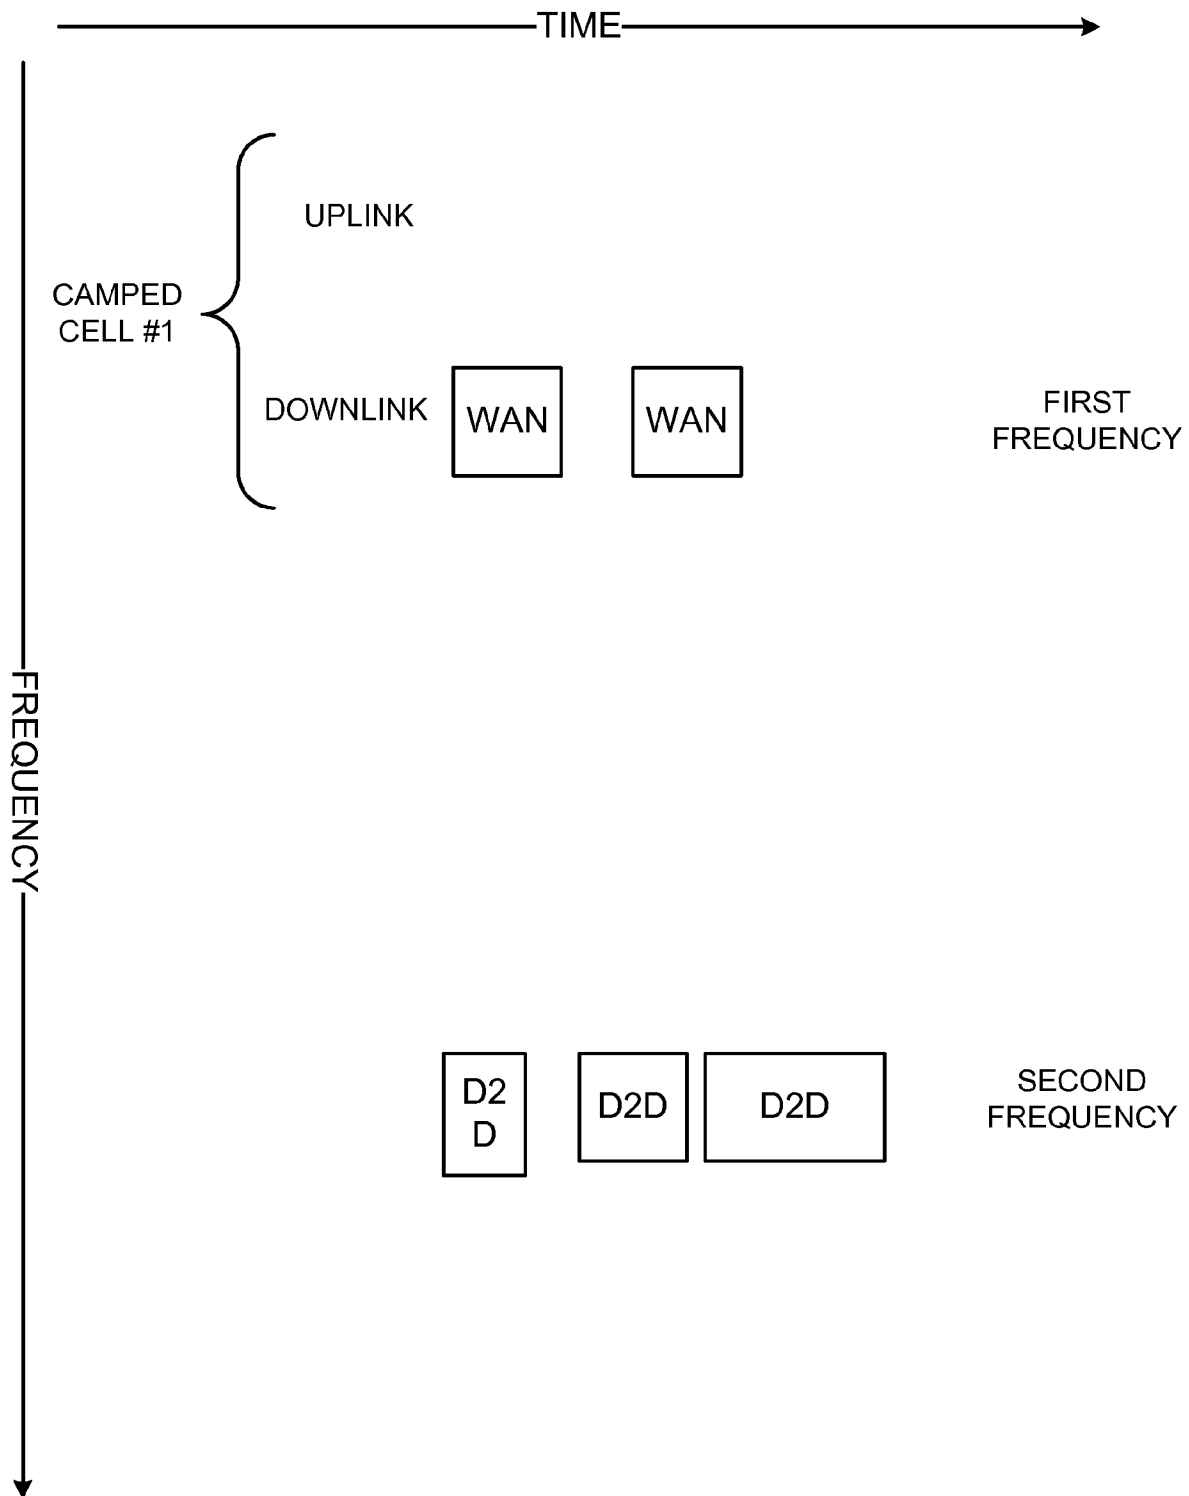 TIME
UPLINK
CAMPED
CELL #1
DOWNLINK
WAN
WAN
FIRST
FREQUENCY
FREQUENCY
D2
D
D2D
D2D
SECOND
FREQUENCY